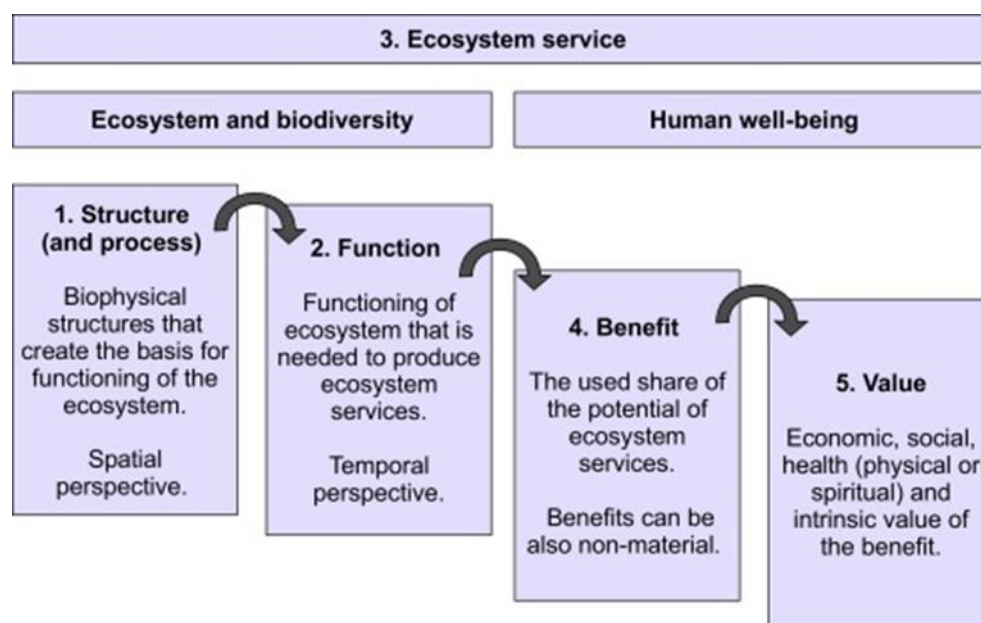 3. Ecosystem service
Ecosystem and biodiversity
Human well-being
1. Structure
(and process)
Biophysical
structures that
create the basis for
functioning of the
ecosystem.
Spatial
perspective.
2. Function
Functioning of
ecosystem that is
needed to produce
ecosystem
services.
Temporal
perspective.
4. Benefit
The used share of
the potential of
ecosystem
services.
Benefits can be
also non-material.
5. Value
Economic, social,
health (physical or
spiritual) and
intrinsic value of
the benefit.